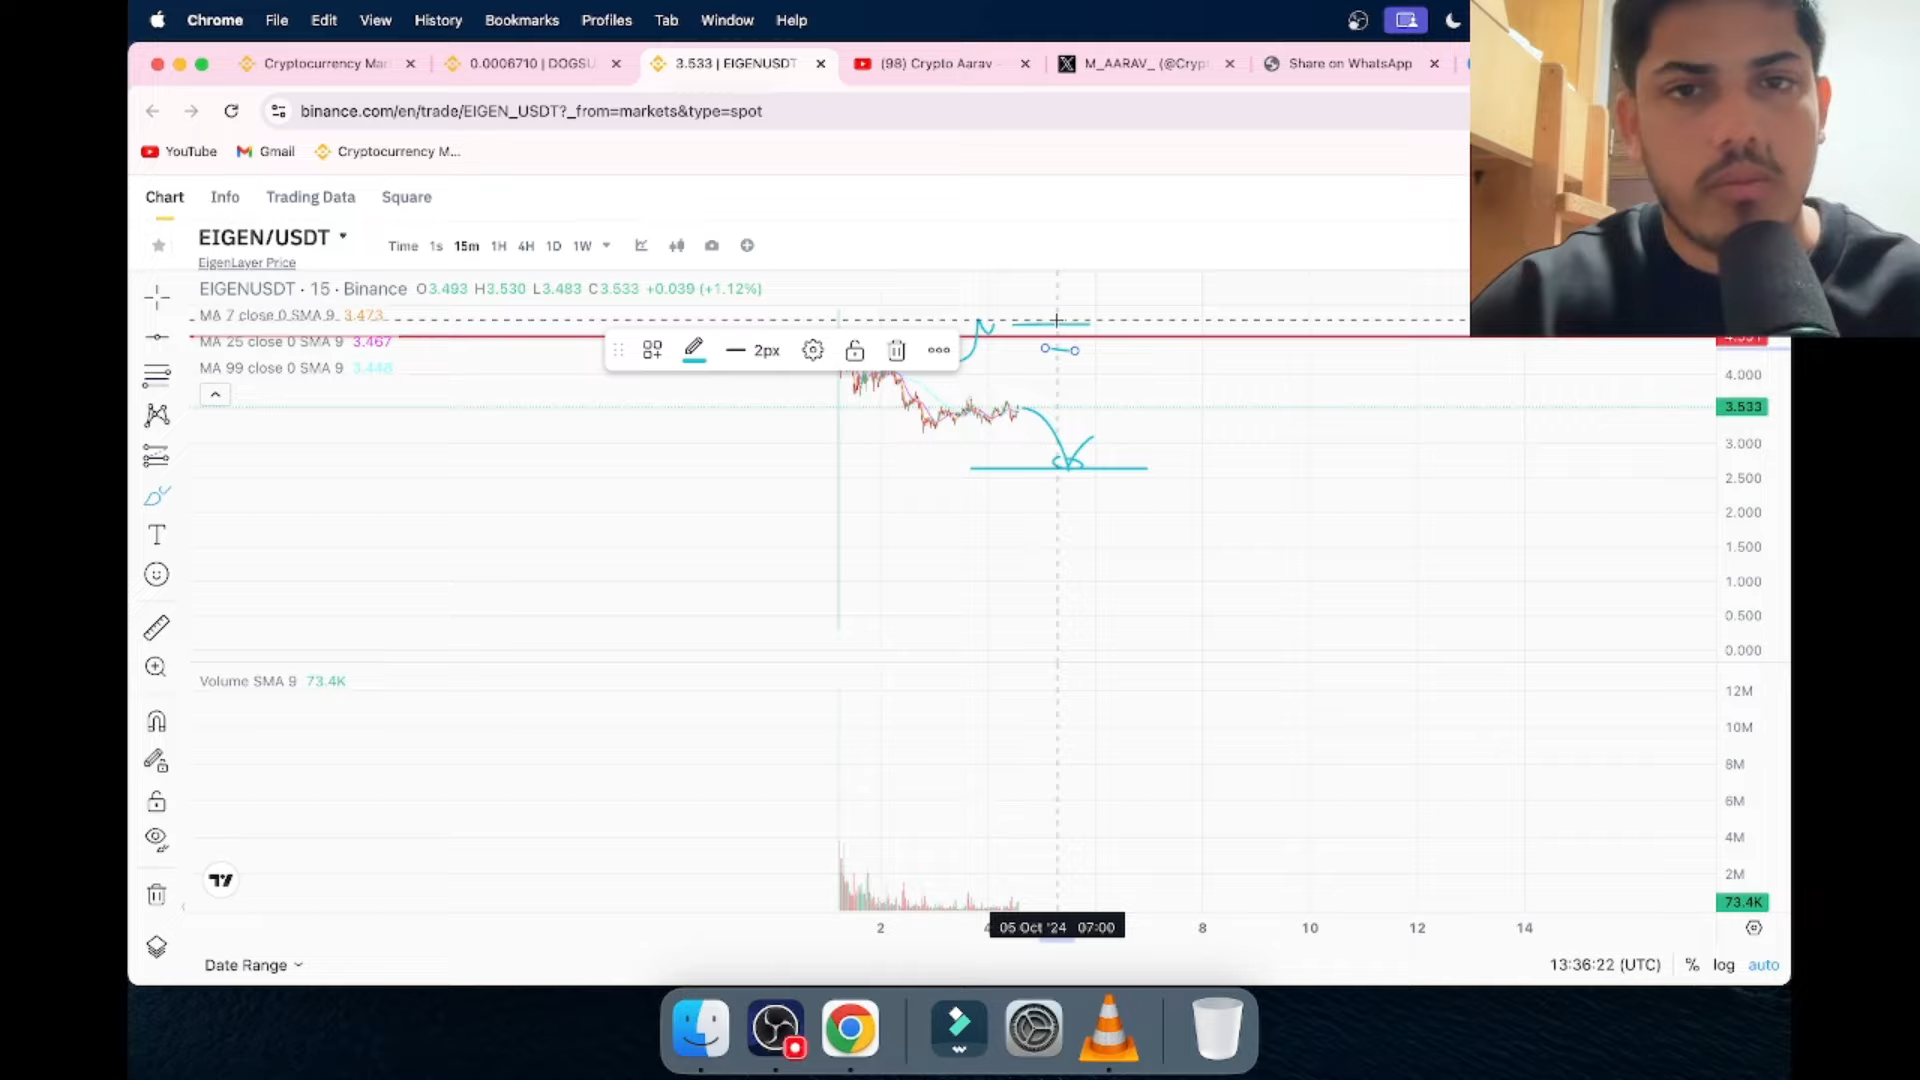 Chrome File Edit View History Bookmarks Profiles Tab Window Help
Cryptocurrency Mar 0.0006710 | DOGSU 3.533 | EIGENUSDT (98) Crypto Aarav - M_AARAV_ (@Cryp Share on WhatsApp
binance.com/en/trade/EIGEN_USDT?_from=markets&type=spot
YouTube Gmail Cryptocurrency M...
Chart Info Trading Data Square
EIGEN/USDT Time 1s 15m 1H 4H 1D 1W
EigenLayer Price
EIGENUSDT · 15 · Binance O3.493 H3.530 L3.483 C3.533 +0.039 (+1.12%)
MA 7 close 0 SMA 9 3.473
MA 25 close 0 SMA 9 3.467
2px
MA 99 close 0 SMA 9 3.448
4.000
3.533
3.000
2.500
2.000
1.500
1.000
0.500
0.000
Volume SMA 9 73.4K
12M
10M
8M
6M
4M
2M
73.4K
2 4 05 Oct '24 07:00 8 10 12 14
Date Range 13:36:22 (UTC) % log auto